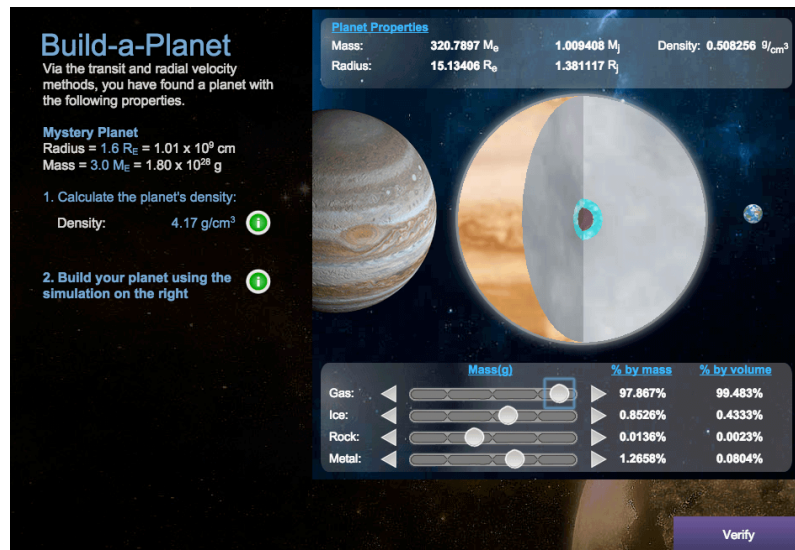 Build-a-Planet
Via the transit and radial velocity
methods, you have found a planet with
the following properties.
Mystery Planet
Radius = 1.6 R_E = 1.01 x 10⁹ cm
Mass = 3.0 M_E = 1.80 x 10²⁸ g
1. Calculate the planet's density:
Density: 4.17 g/cm³
2. Build your planet using the
simulation on the right
Planet Properties
Mass: 320.7897 Mₑ 1.009408 Mⱼ Density: 0.508256 g/cm³
Radius: 15.13406 Rₑ 1.381117 Rⱼ
Mass(g) % by mass % by volume
Gas: 97.867% 99.483%
Ice: 0.8526% 0.4333%
Rock: 0.0136% 0.0023%
Metal: 1.2658% 0.0804%
Verify